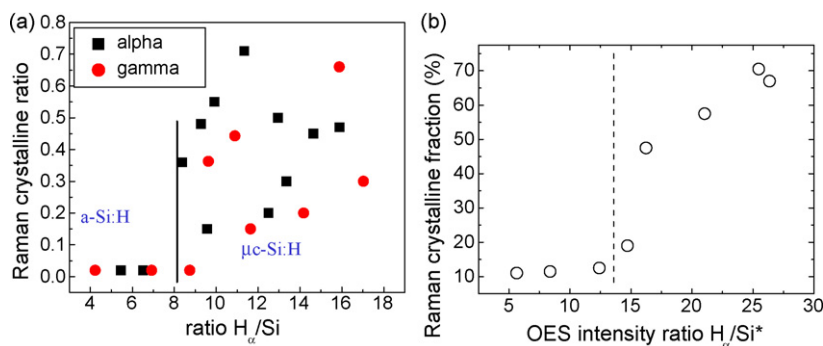 (a)
Raman crystalline ratio
0.8
0.7
0.6
0.5
0.4
0.3
0.2
0.1
0.0
alpha
gamma
a-Si:H
µc-Si:H
4 6 8 10 12 14 16 18
ratio Hα/Si
(b)
Raman crystalline fraction (%)
70
60
50
40
30
20
10
5 10 15 20 25 30
OES intensity ratio Hα/Si*